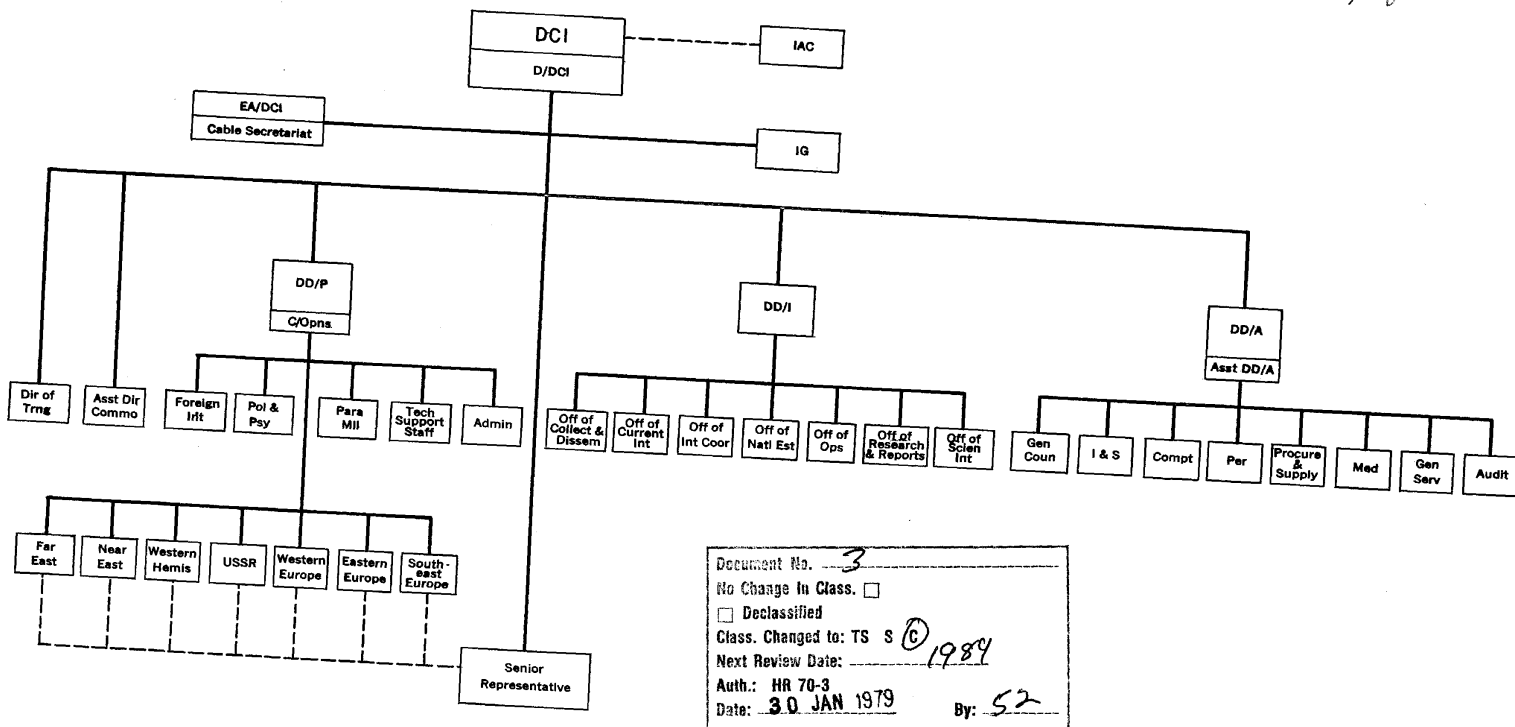 DCI
D/DCI
IAC
EA/DCI
Cable Secretariat
IG
DD/P
C/Opns.
DD/I
DD/A
Asst DD/A
Dir of
Trng
Asst Dir
Commo
Foreign
Int
Pol &
Psy
Para
Mil
Tech
Support
Staff
Admin
Off of
Collect &
Dissem
Off of
Current
Int
Off of
Int Coor
Off of
Natl Est
Off of
Ops
Off of
Research
& Reports
Off of
Scien
Int
Gen
Coun
I & S
Compt
Per
Procure
&
Supply
Med
Gen
Serv
Audit
Far
East
Near
East
Western
Hemis
USSR
Western
Europe
Eastern
Europe
South-
east
Europe
Senior
Representative
Document No. 3
No Change In Class. □
□ Declassified
Class. Changed to: TS S C
Next Review Date: 1989
Auth.: HR 70-3
Date: 30 JAN 1979 By: 52